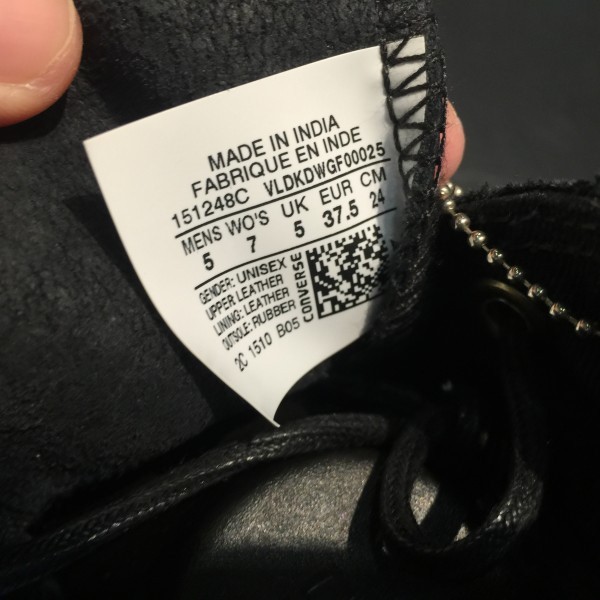 MADE IN INDIA
FABRIQUE EN INDE
151248C VLDKDWGF00025
MENS WO'S UK EUR CM
5 7 5 37.5 24
GENDER: UNISEX
UPPER LEATHER
LINING: LEATHER
OUTSOLE: RUBBER
2C 1510 B05
CONVERSE